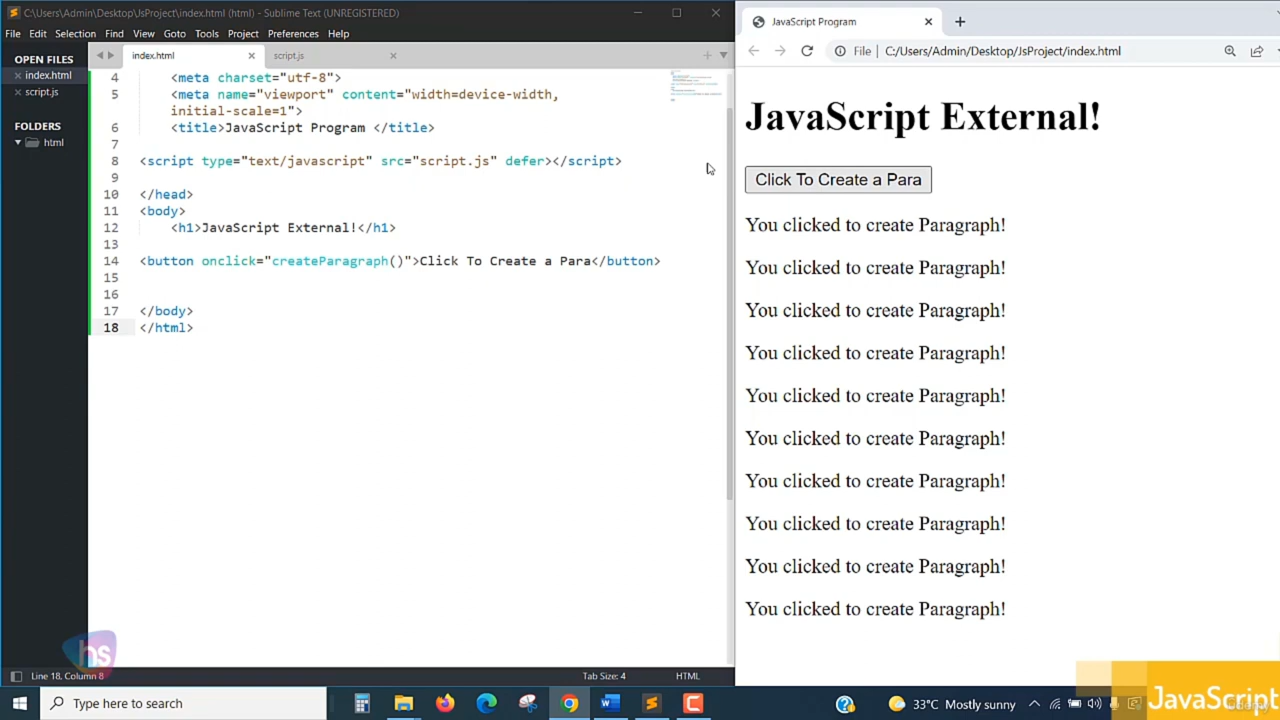 C:\Users\Admin\Desktop\JsProject\index.html (html) - Sublime Text (UNREGISTERED)
File Edit Selection Find View Goto Tools Project Preferences Help
OPEN FILES
index.html
script.js
FOLDERS
html
index.html
script.js
4 <meta charset="utf-8">
5 <meta name="viewport" content="width=device-width,
initial-scale=1">
6 <title>JavaScript Program </title>
7
8 <script type="text/javascript" src="script.js" defer></script>
9
10 </head>
11 <body>
12 <h1>JavaScript External!</h1>
13
14 <button onclick="createParagraph()">Click To Create a Para</button>
15
16
17 </body>
18 </html>
hs
Line 18, Column 8
Tab Size: 4
HTML
JavaScript Program
File
C:/Users/Admin/Desktop/JsProject/index.html
JavaScript External!
Click To Create a Para
You clicked to create Paragraph!
You clicked to create Paragraph!
You clicked to create Paragraph!
You clicked to create Paragraph!
You clicked to create Paragraph!
You clicked to create Paragraph!
You clicked to create Paragraph!
You clicked to create Paragraph!
You clicked to create Paragraph!
You clicked to create Paragraph!
Type here to search
33°C Mostly sunny
JavaScript